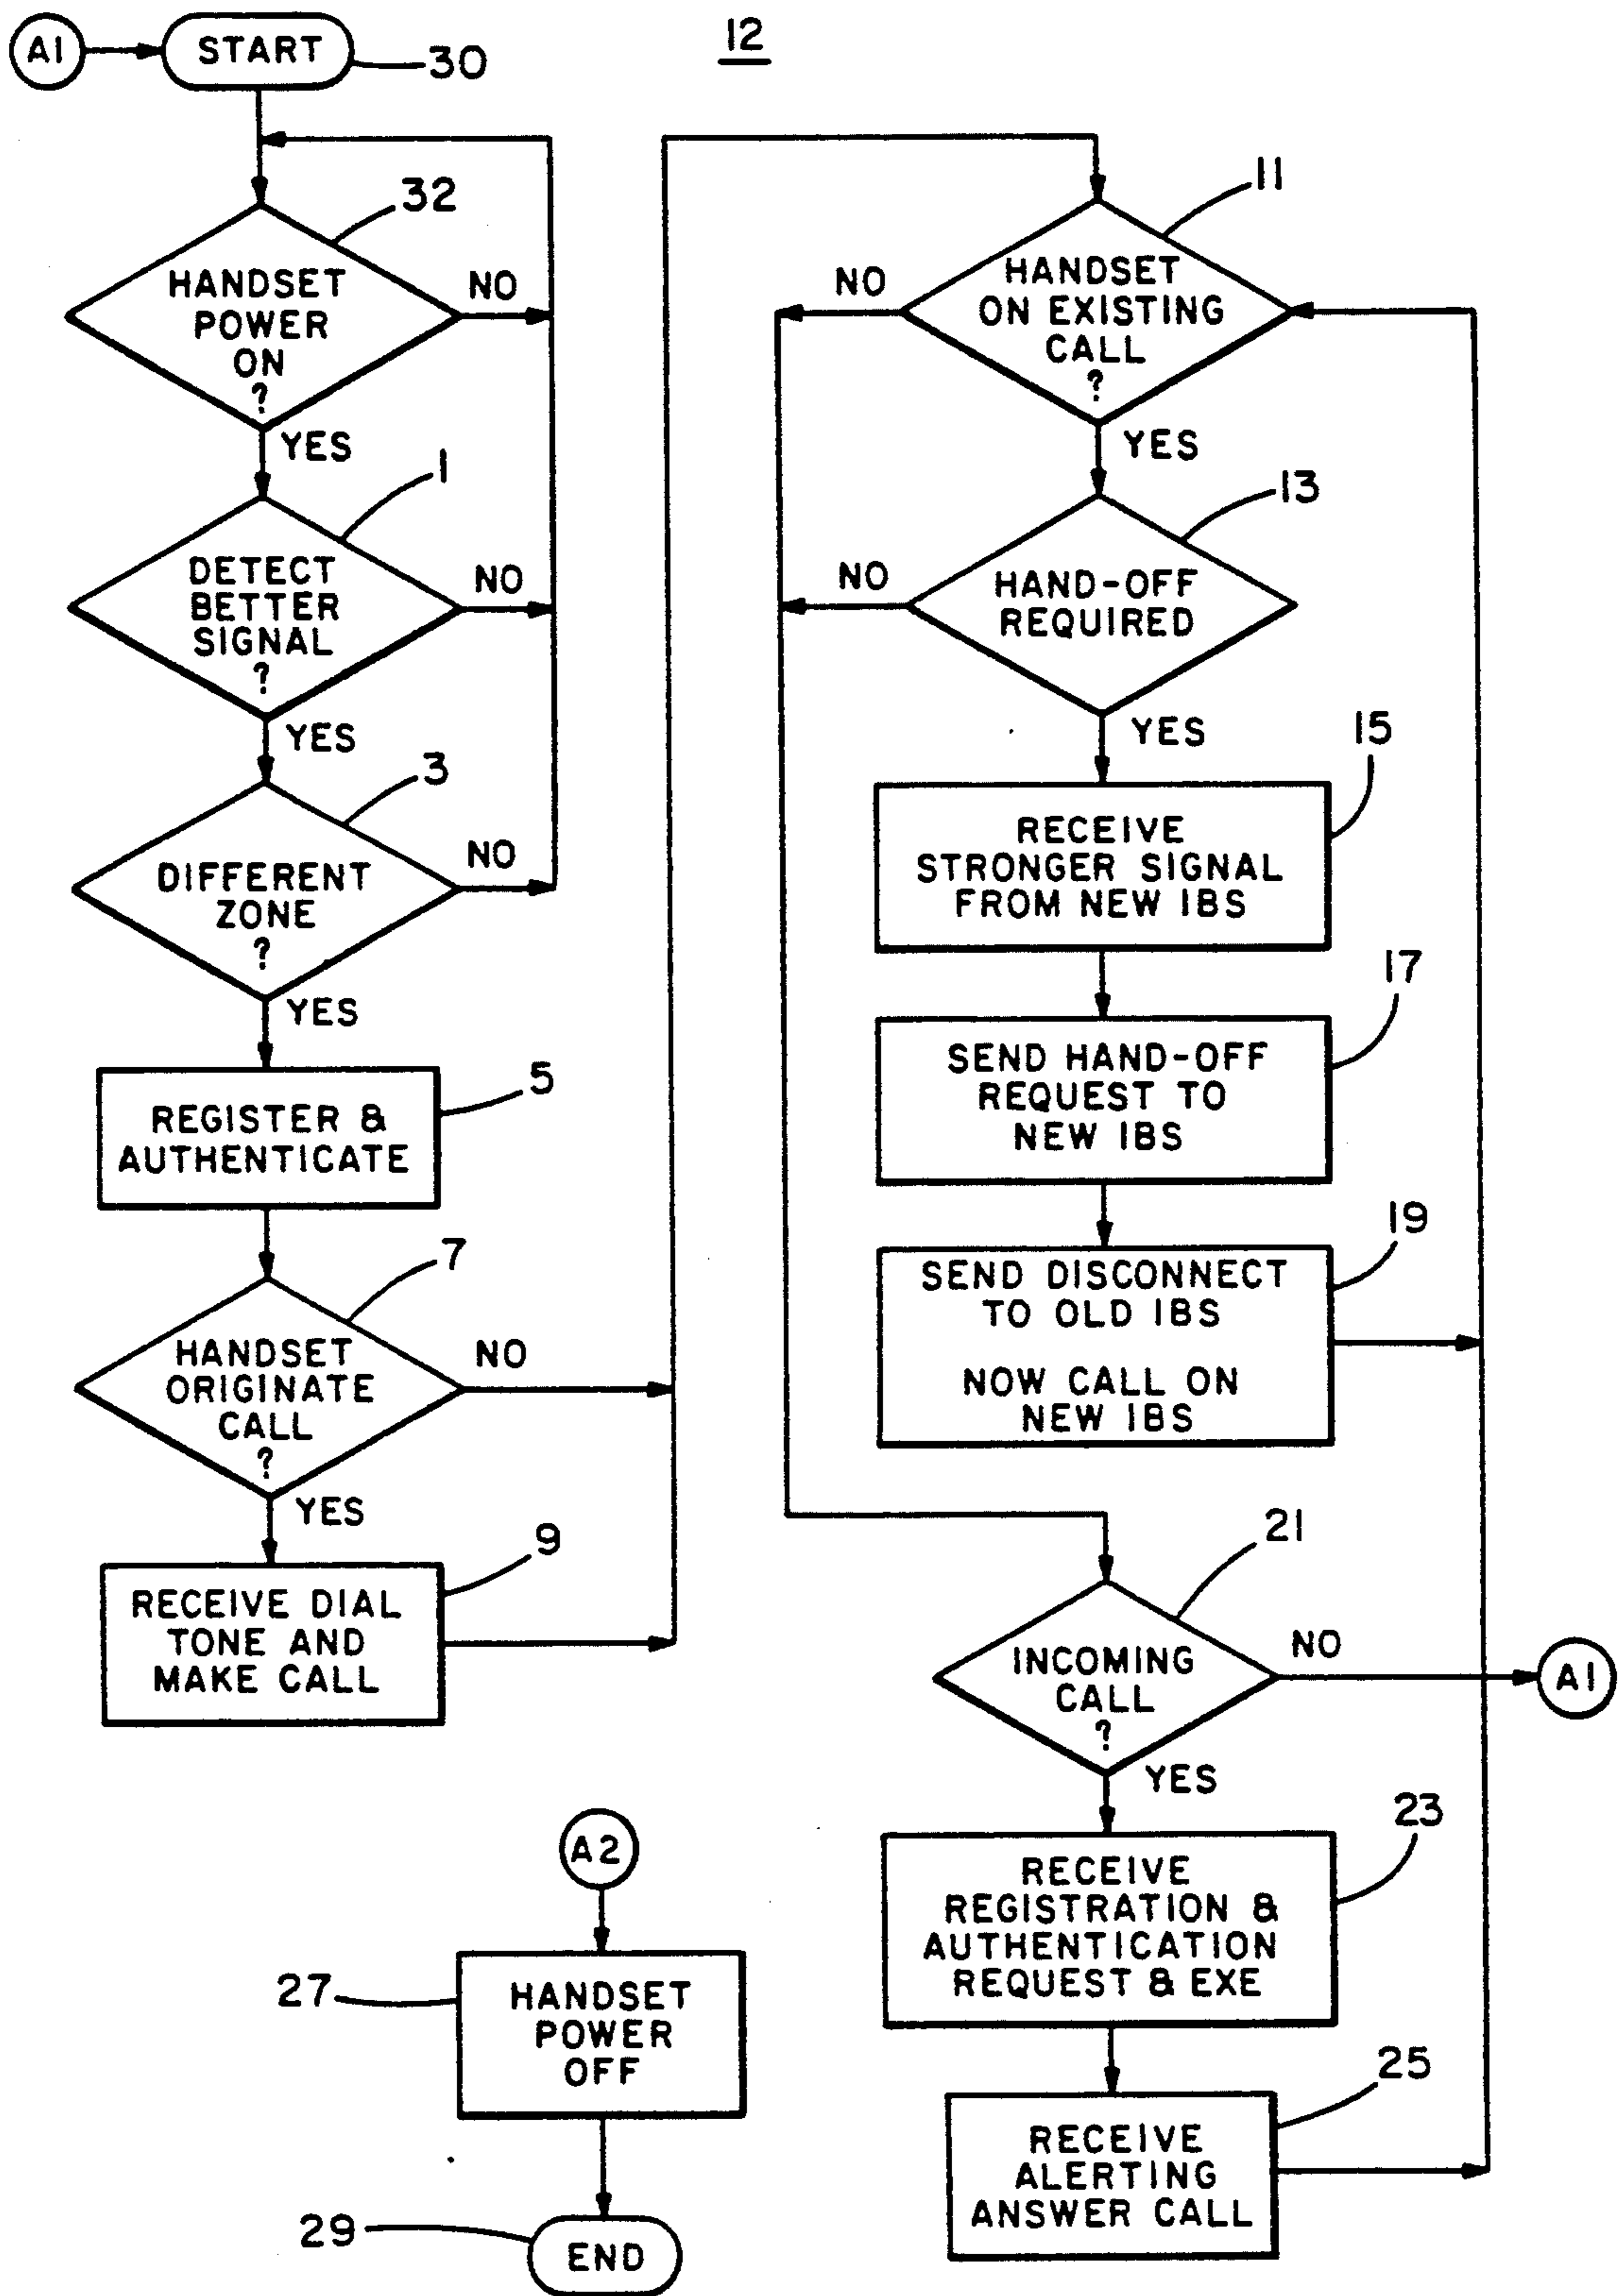 A1
START
30
12
32
HANDSET
POWER
ON
?
NO
YES
1
DETECT
BETTER
SIGNAL
?
NO
YES
3
DIFFERENT
ZONE
?
NO
YES
5
REGISTER &
AUTHENTICATE
7
HANDSET
ORIGINATE
CALL
?
NO
YES
9
RECEIVE DIAL
TONE AND
MAKE CALL
11
HANDSET
ON EXISTING
CALL
?
NO
YES
13
HAND-OFF
REQUIRED
NO
YES
15
RECEIVE
STRONGER SIGNAL
FROM NEW IBS
17
SEND HAND-OFF
REQUEST TO
NEW IBS
19
SEND DISCONNECT
TO OLD IBS
NOW CALL ON
NEW IBS
21
INCOMING
CALL
?
NO
A1
YES
23
RECEIVE
REGISTRATION &
AUTHENTICATION
REQUEST & EXE
25
RECEIVE
ALERTING
ANSWER CALL
A2
27
HANDSET
POWER
OFF
29
END